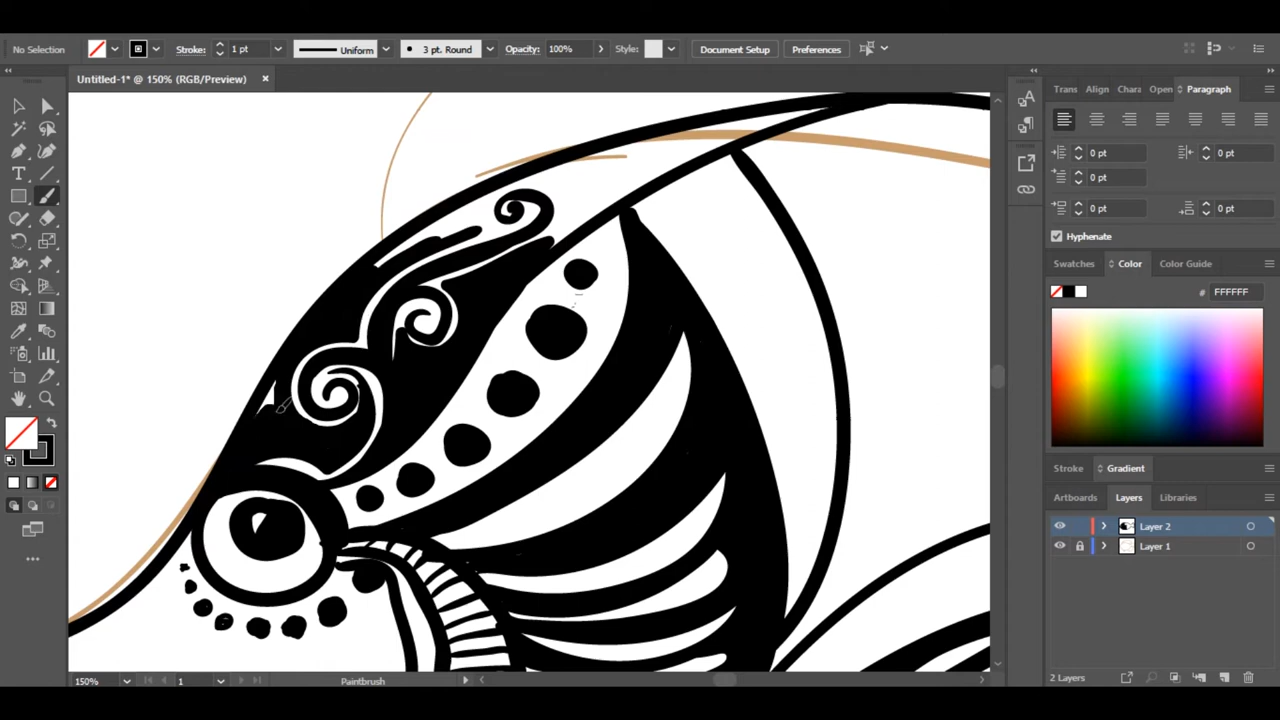 No Selection Stroke: 1 pt Uniform 3 pt. Round Opacity: 100% Style: Document Setup Preferences
Untitled-1* @ 150% (RGB/Preview)
Trans Align Chara Open Paragraph
0 pt 0 pt
0 pt
0 pt 0 pt
Hyphenate
Swatches Color Color Guide
# FFFFFF
Stroke Gradient
Artboards Layers Libraries
Layer 2
Layer 1
150% 1 Paintbrush 2 Layers